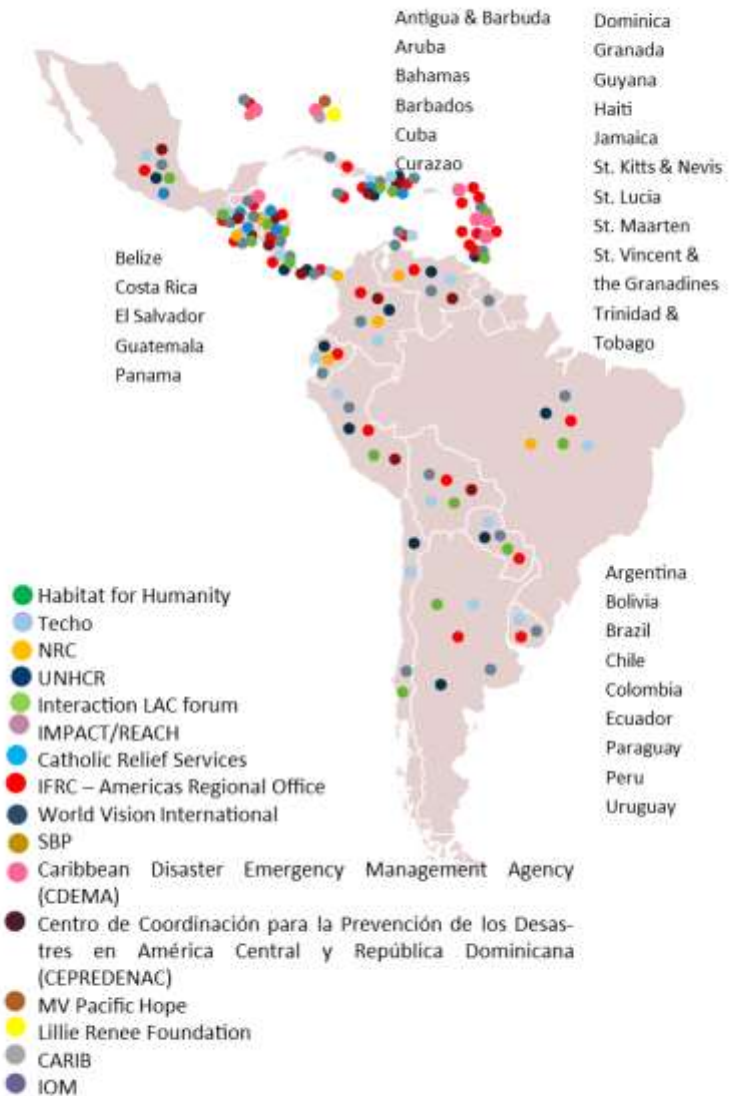 Antigua & Barbuda
Aruba
Bahamas
Barbados
Cuba
Curazao
Dominica
Granada
Guyana
Haiti
Jamaica
St. Kitts & Nevis
St. Lucia
St. Maarten
St. Vincent &
the Granadines
Trinidad &
Tobago
Belize
Costa Rica
El Salvador
Guatemala
Panama
Argentina
Bolivia
Brazil
Chile
Colombia
Ecuador
Paraguay
Peru
Uruguay
Habitat for Humanity
Techo
NRC
UNHCR
Interaction LAC forum
IMPACT/REACH
Catholic Relief Services
IFRC – Americas Regional Office
World Vision International
SBP
Caribbean Disaster Emergency Management Agency
(CDEMA)
Centro de Coordinación para la Prevención de los Desas-
tres en América Central y República Dominicana
(CEPREDENAC)
MV Pacific Hope
Lillie Renee Foundation
CARIB
IOM